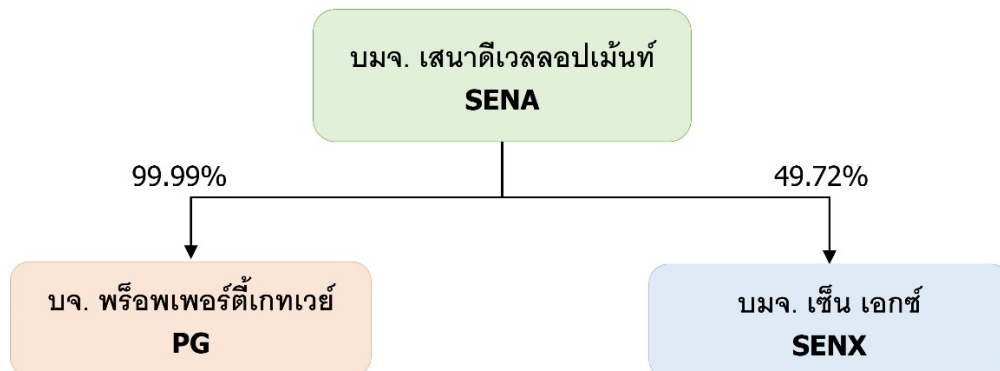 บมจ. เสนาดีเวลลอปเม้นท์
SENA
99.99%
49.72%
บจ. พร็อพเพอร์ตี้เกทเวย์
PG
บมจ. เซ็น เอกซ์
SENX